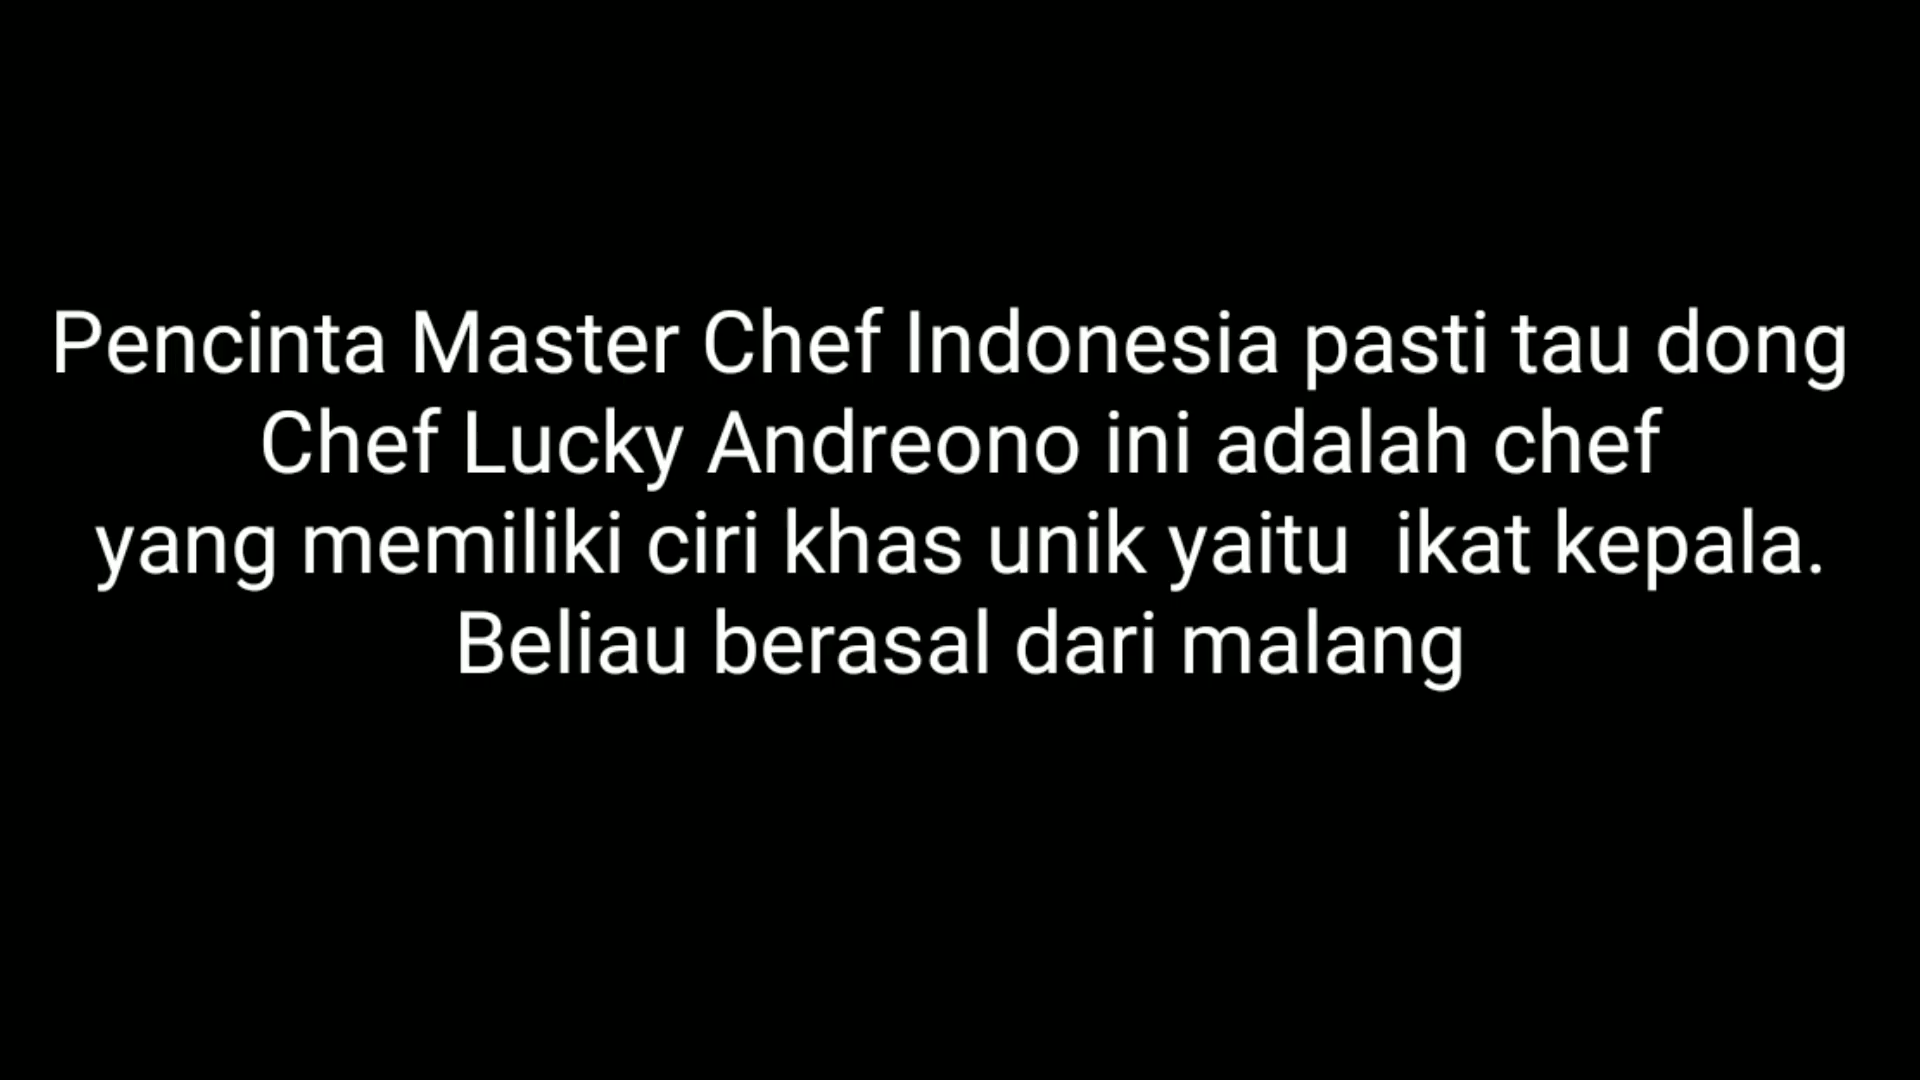 Pencinta Master Chef Indonesia pasti tau dong
Chef Lucky Andreono ini adalah chef
yang memiliki ciri khas unik yaitu  ikat kepala.
Beliau berasal dari malang